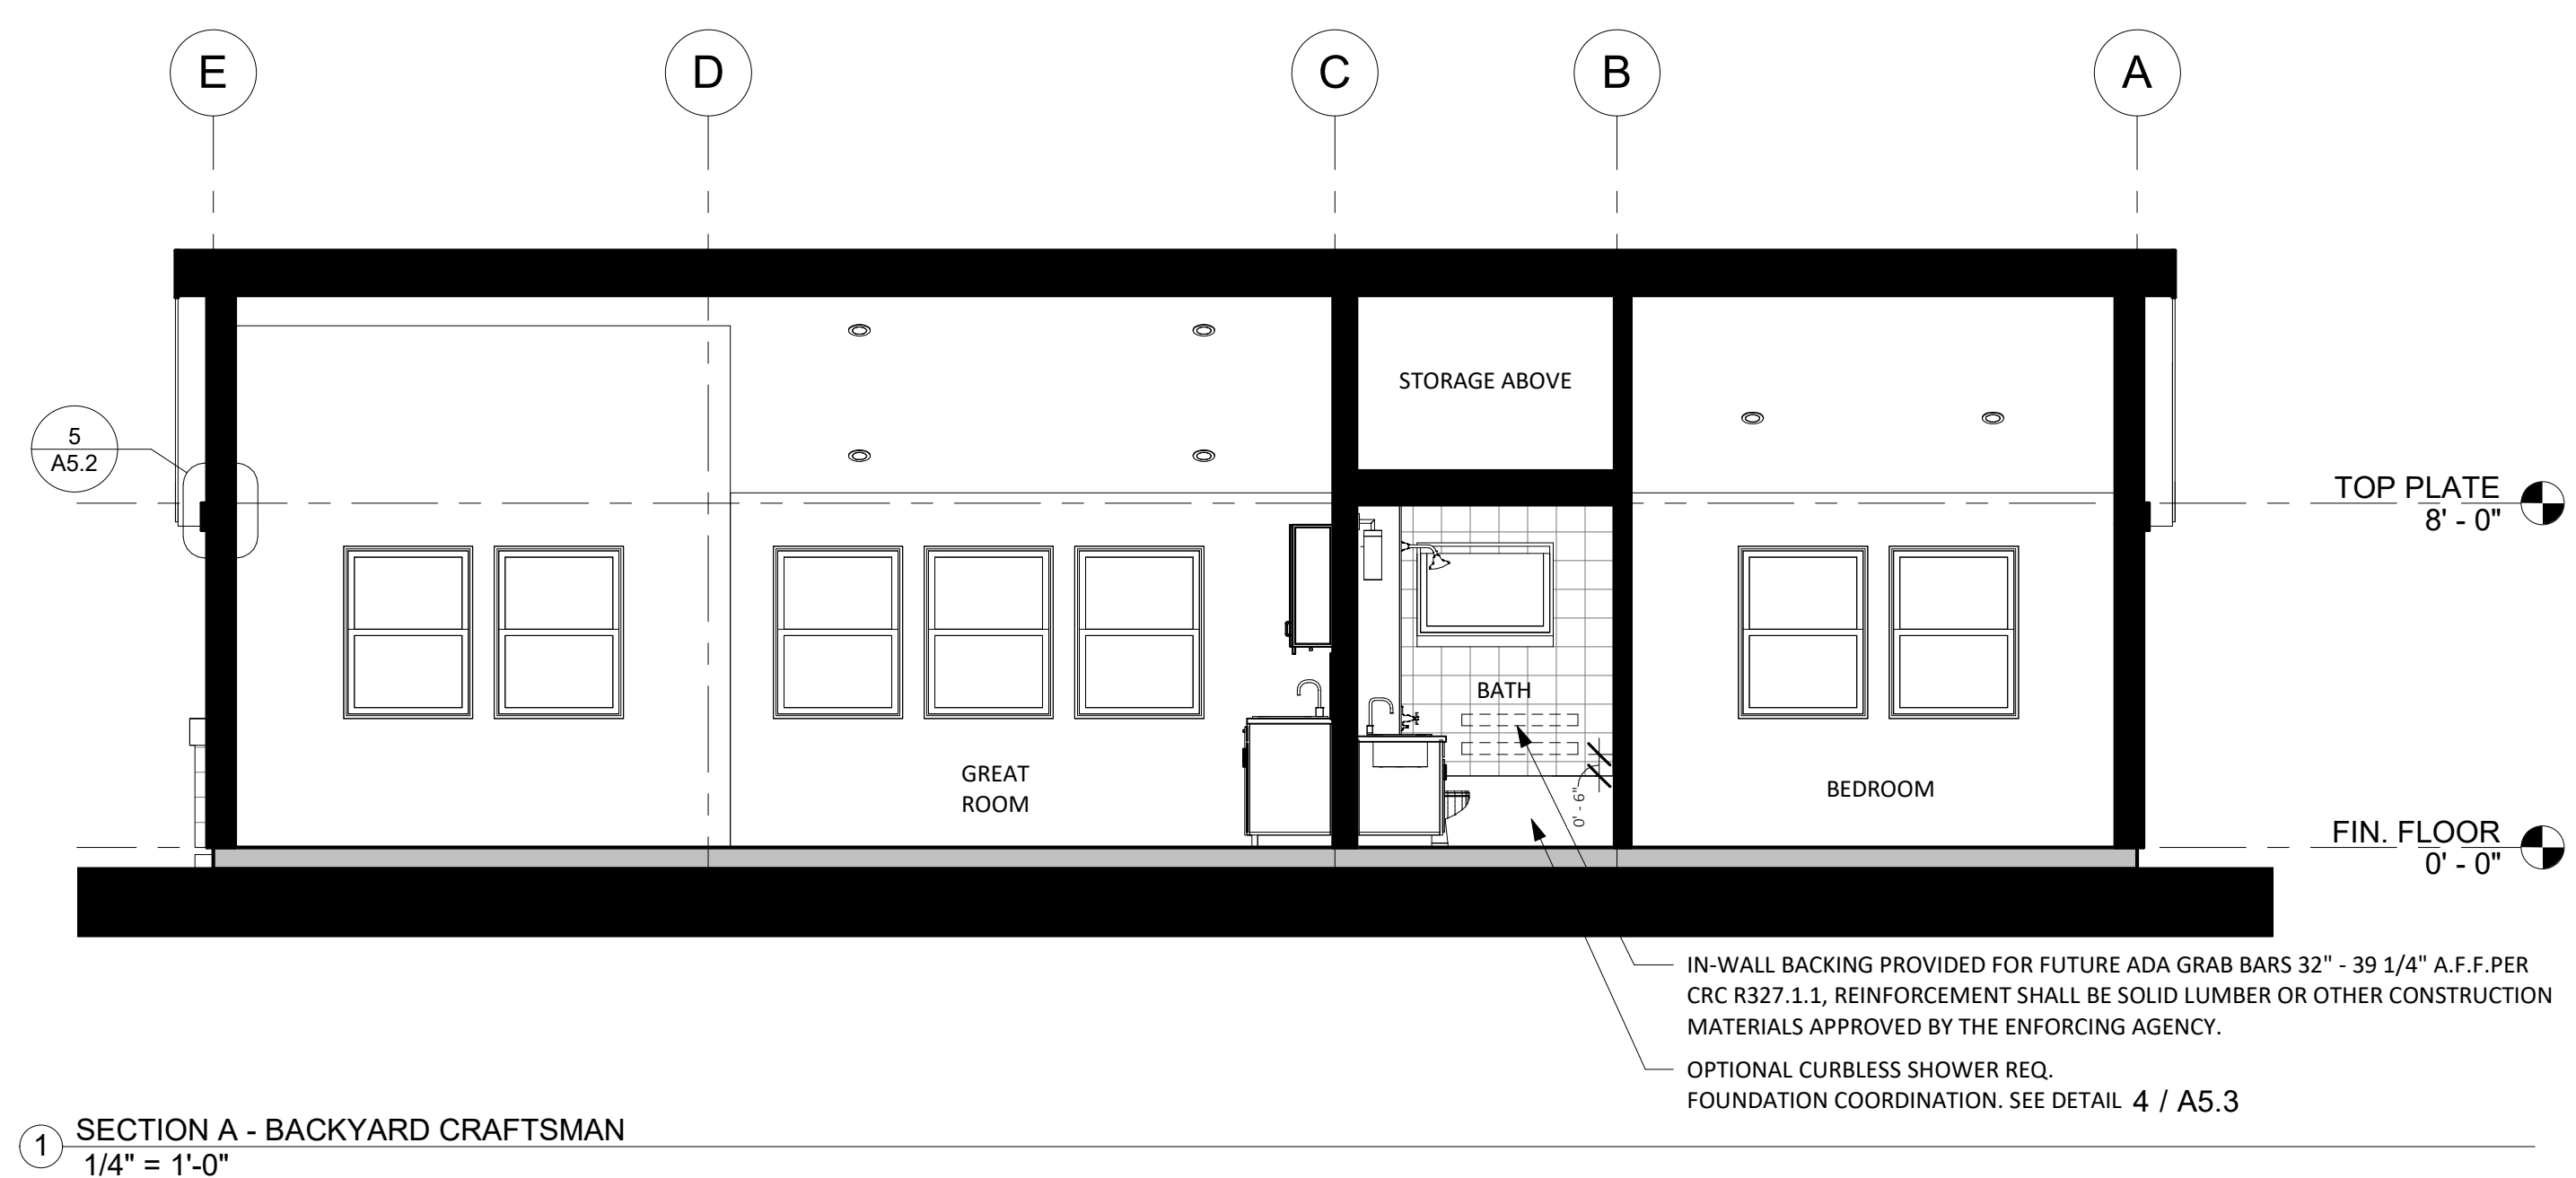 E
D
C
B
A
STORAGE ABOVE
5
A5.2
TOP PLATE
8' - 0"
BATH
GREAT
ROOM
BEDROOM
0' - 6"
FIN. FLOOR
0' - 0"
IN-WALL BACKING PROVIDED FOR FUTURE ADA GRAB BARS 32" - 39 1/4" A.F.F.PER
CRC R327.1.1, REINFORCEMENT SHALL BE SOLID LUMBER OR OTHER CONSTRUCTION
MATERIALS APPROVED BY THE ENFORCING AGENCY.
OPTIONAL CURBLESS SHOWER REQ.
FOUNDATION COORDINATION. SEE DETAIL 4 / A5.3
1
SECTION A - BACKYARD CRAFTSMAN
1/4" = 1'-0"